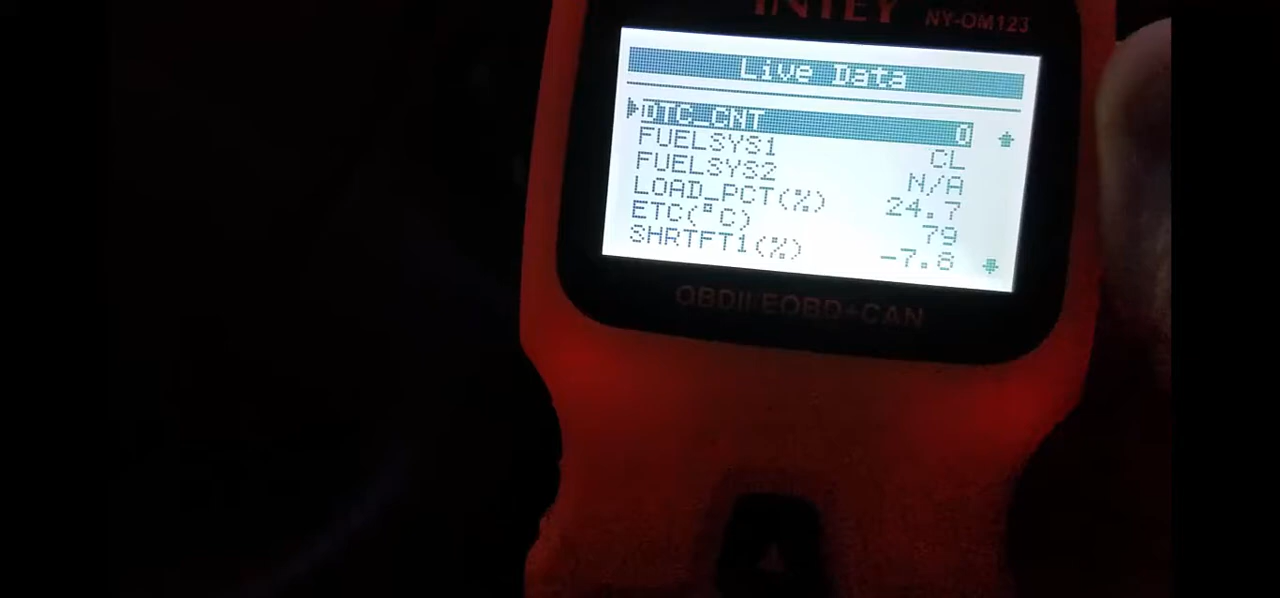 INTEY NY-OM123
Live Data
DTC_CNT 0
FUELSYS1 CL
FUELSYS2 N/A
LOAD_PCT(%) 24.7
ETC(°C) 79
SHRTFT1(%) -7.8
OBDII/EOBD+CAN